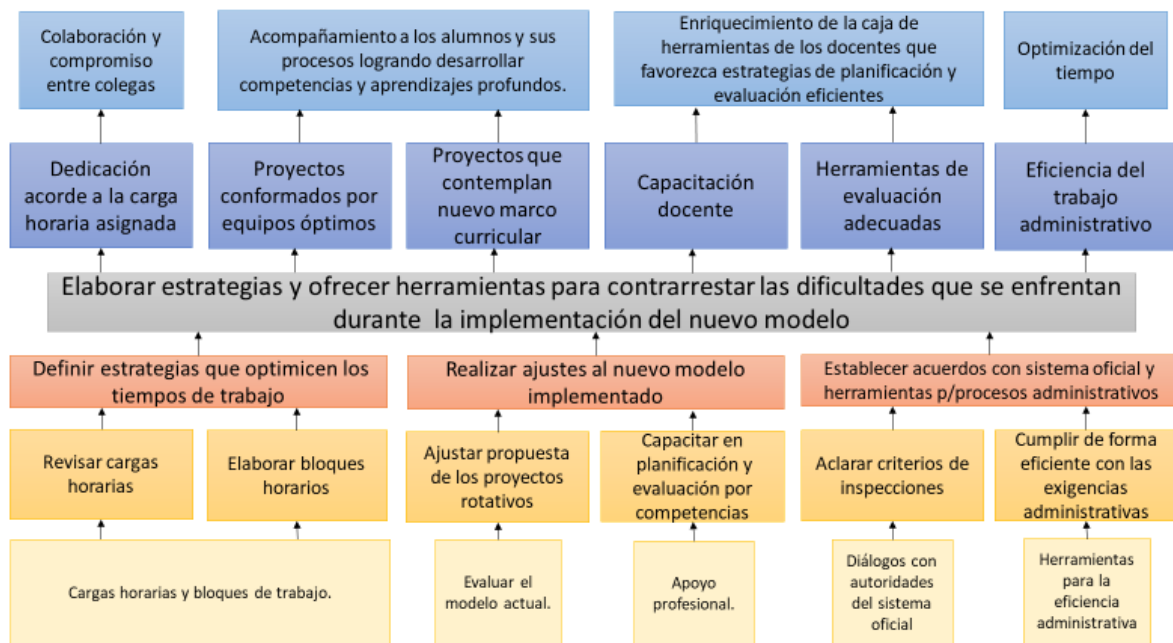 Colaboración y
compromiso
entre colegas
Acompañamiento a los alumnos y sus
procesos logrando desarrollar
competencias y aprendizajes profundos.
Enriquecimiento de la caja de
herramientas de los docentes que
favorezca estrategias de planificación y
evaluación eficientes
Optimización del
tiempo
Dedicación
acorde a la carga
horaria asignada
Proyectos
conformados por
equipos óptimos
Proyectos que
contemplan
nuevo marco
curricular
Capacitación
docente
Herramientas de
evaluación
adecuadas
Eficiencia del
trabajo
administrativo
Elaborar estrategias y ofrecer herramientas para contrarrestar las dificultades que se enfrentan
durante la implementación del nuevo modelo
Definir estrategias que optimicen los
tiempos de trabajo
Realizar ajustes al nuevo modelo
implementado
Establecer acuerdos con sistema oficial y
herramientas p/procesos administrativos
Revisar cargas
horarias
Elaborar bloques
horarios
Ajustar propuesta
de los proyectos
rotativos
Capacitar en
planificación y
evaluación por
competencias
Aclarar criterios de
inspecciones
Cumplir de forma
eficiente con las
exigencias
administrativas
Cargas horarias y bloques de trabajo.
Evaluar el
modelo actual.
Apoyo
profesional.
Diálogos con
autoridades
del sistema
oficial
Herramientas
para la
eficiencia
administrativa